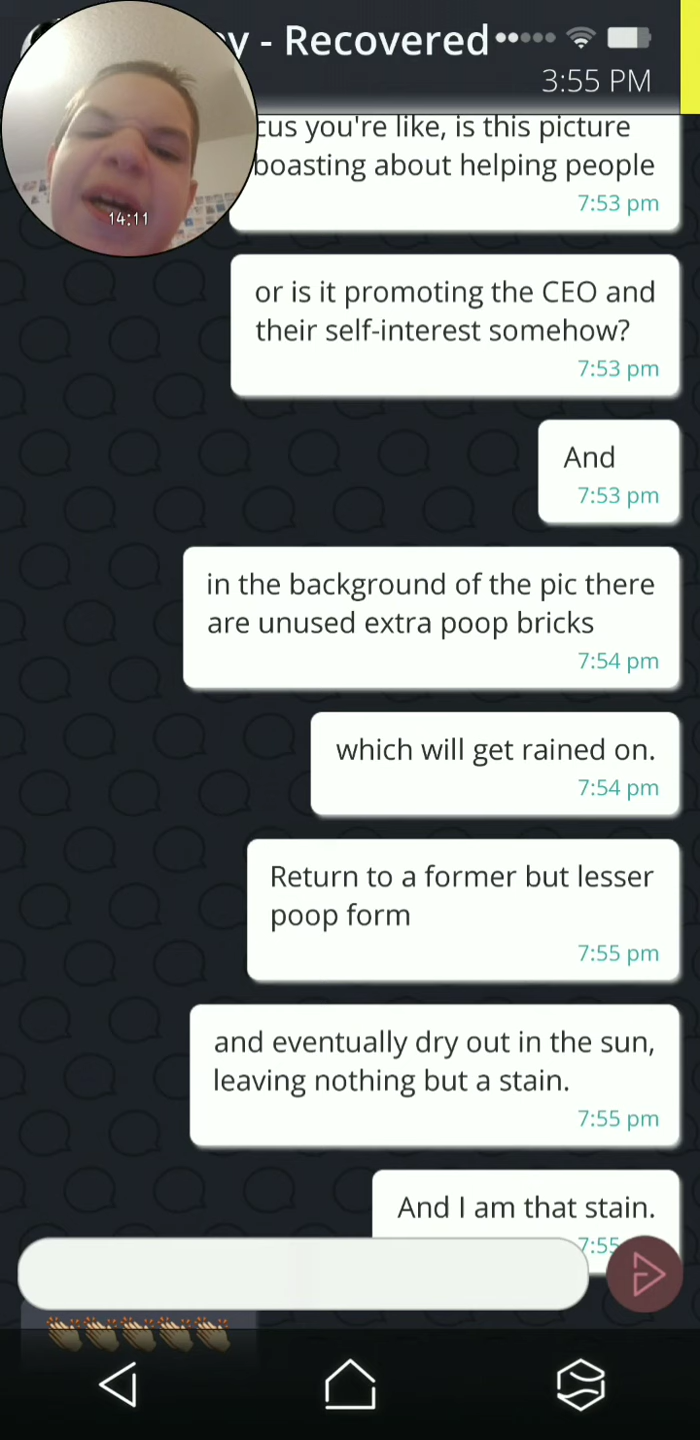 y - Recovered
3:55 PM
14:11
cus you're like, is this picture
boasting about helping people
7:53 pm
or is it promoting the CEO and
their self-interest somehow?
7:53 pm
And
7:53 pm
in the background of the pic there
are unused extra poop bricks
7:54 pm
which will get rained on.
7:54 pm
Return to a former but lesser
poop form
7:55 pm
and eventually dry out in the sun,
leaving nothing but a stain.
7:55 pm
And I am that stain.
7:55